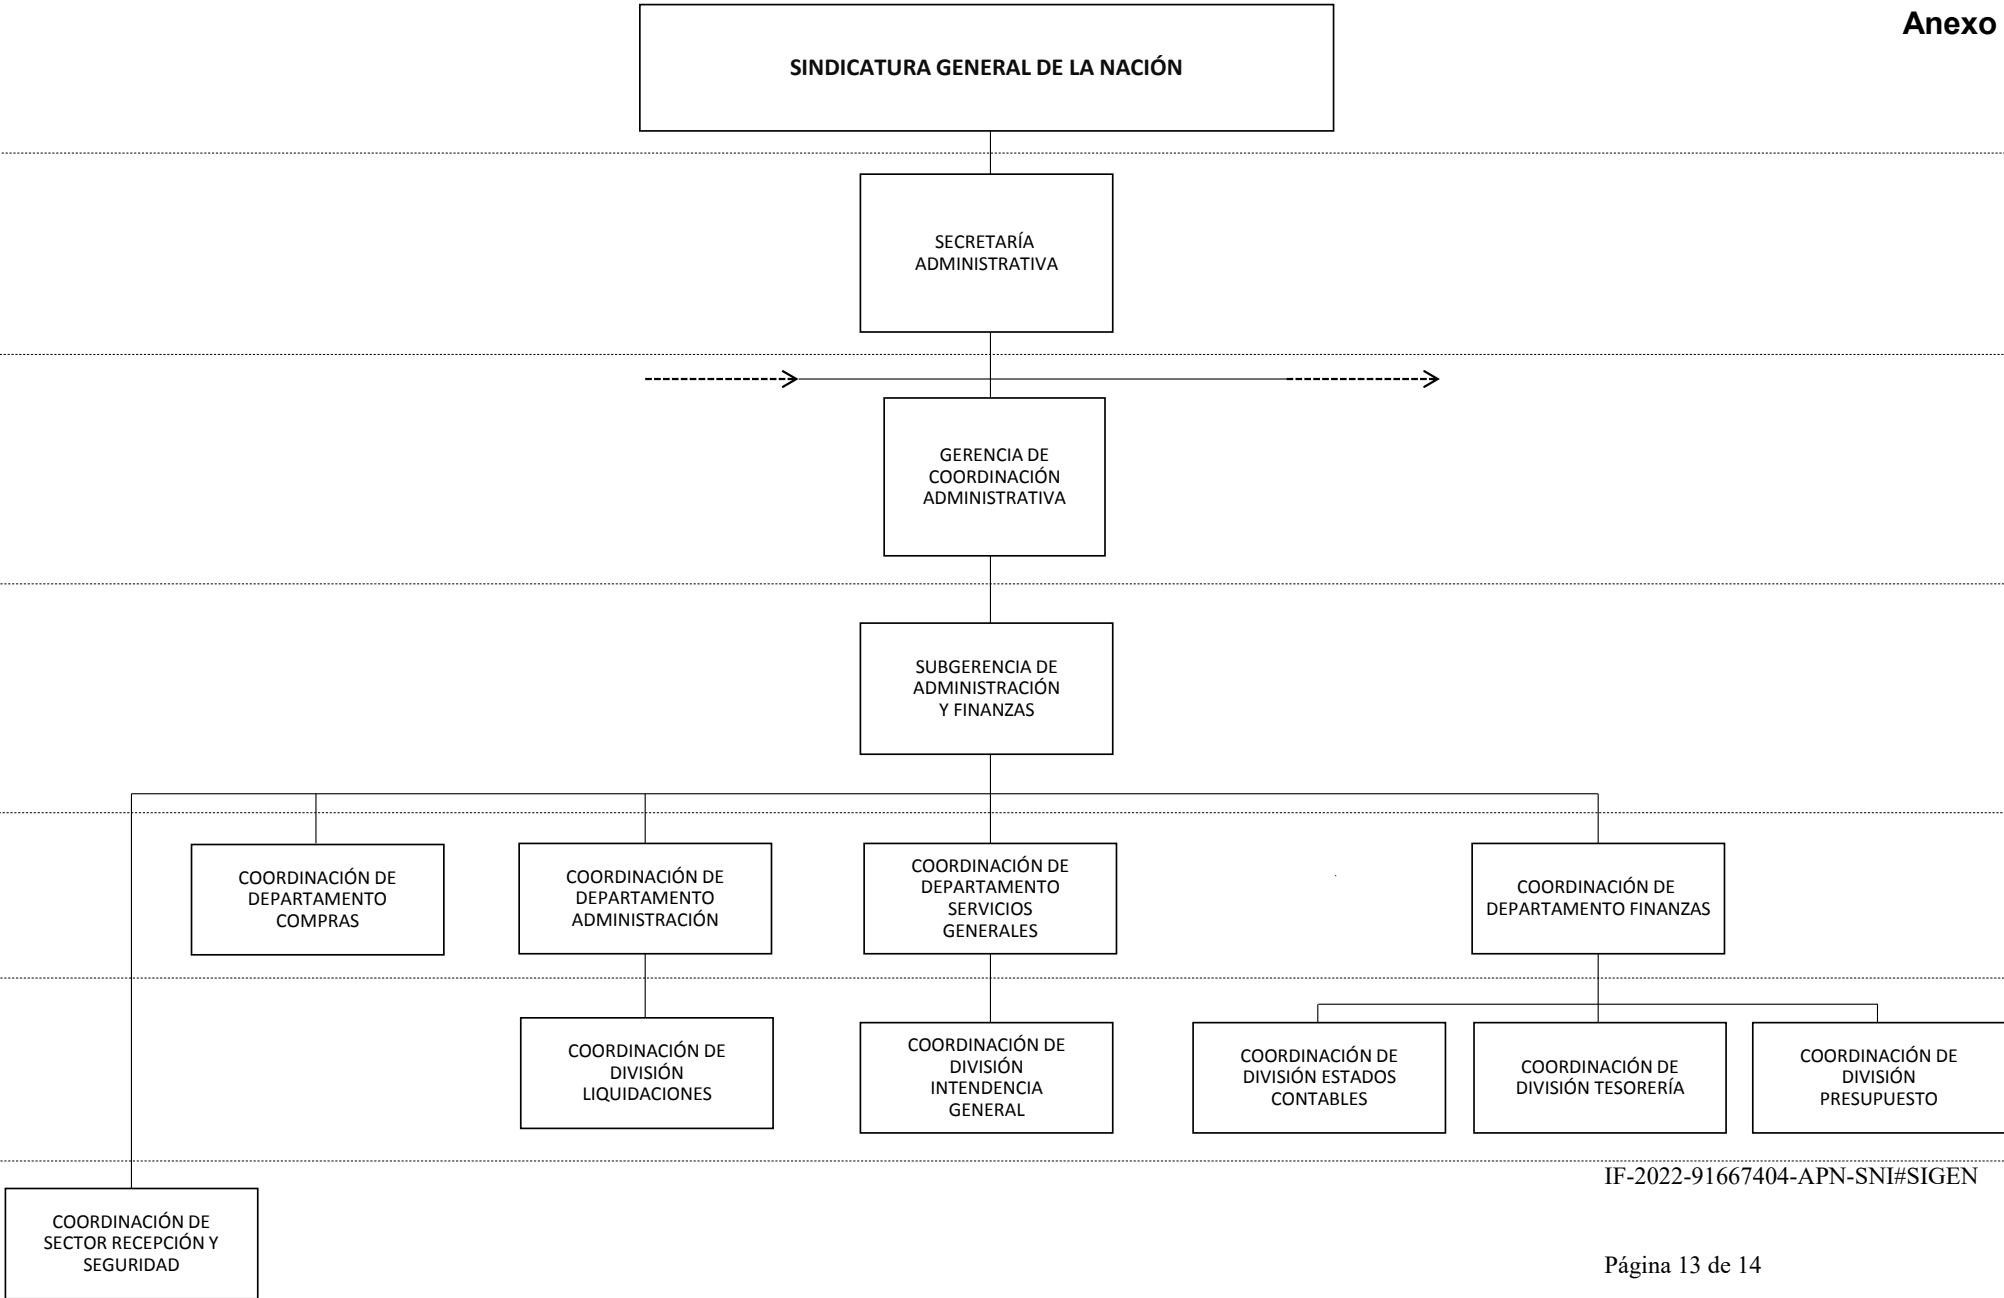 Anexo
SINDICATURA GENERAL DE LA NACIÓN
SECRETARÍA
ADMINISTRATIVA
GERENCIA DE
COORDINACIÓN
ADMINISTRATIVA
SUBGERENCIA DE
ADMINISTRACIÓN
Y FINANZAS
COORDINACIÓN DE
DEPARTAMENTO
COMPRAS
COORDINACIÓN DE
DEPARTAMENTO
ADMINISTRACIÓN
COORDINACIÓN DE
DEPARTAMENTO
SERVICIOS
GENERALES
COORDINACIÓN DE
DEPARTAMENTO FINANZAS
COORDINACIÓN DE
DIVISIÓN
LIQUIDACIONES
COORDINACIÓN DE
DIVISIÓN
INTENDENCIA
GENERAL
COORDINACIÓN DE
DIVISIÓN ESTADOS
CONTABLES
COORDINACIÓN DE
DIVISIÓN TESORERÍA
COORDINACIÓN DE
DIVISIÓN
PRESUPUESTO
COORDINACIÓN DE
SECTOR RECEPCIÓN Y
SEGURIDAD
IF-2022-91667404-APN-SNI#SIGEN
Página 13 de 14